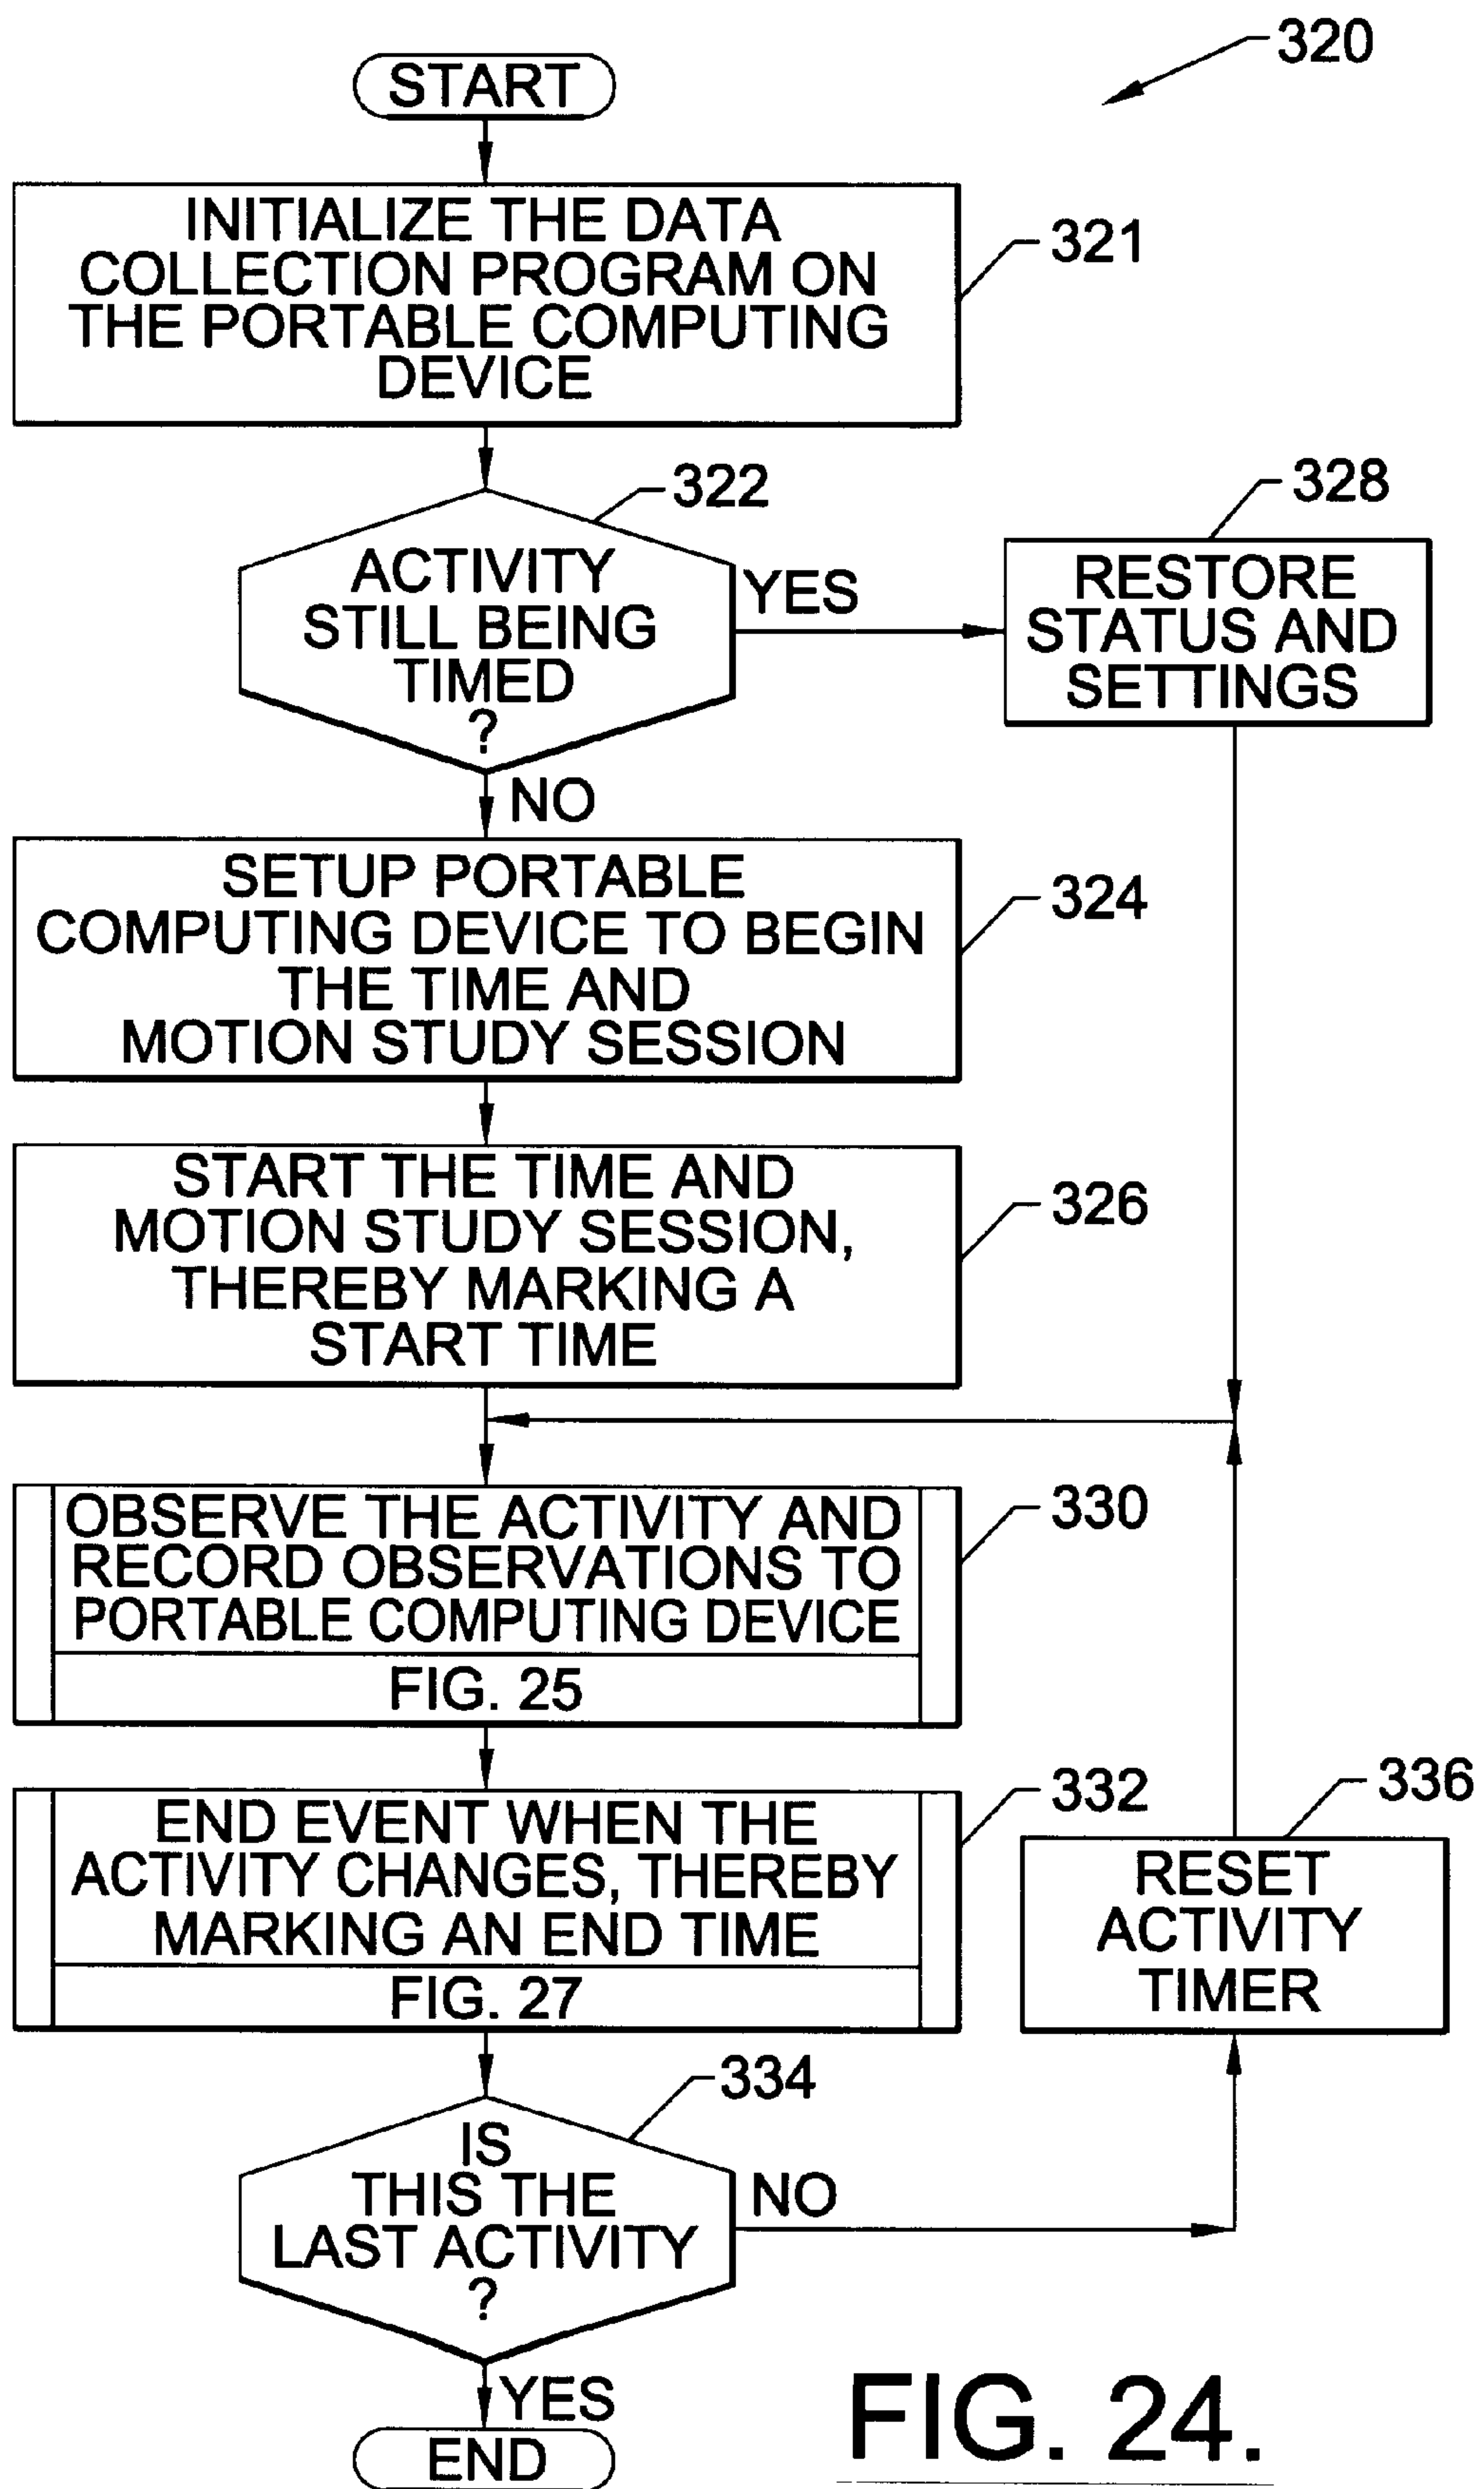 320
START
INITIALIZE THE DATA
COLLECTION PROGRAM ON
THE PORTABLE COMPUTING
DEVICE
321
322
ACTIVITY
STILL BEING
TIMED
?
YES
NO
328
RESTORE
STATUS AND
SETTINGS
SETUP PORTABLE
COMPUTING DEVICE TO BEGIN
THE TIME AND
MOTION STUDY SESSION
324
START THE TIME AND
MOTION STUDY SESSION,
THEREBY MARKING A
START TIME
326
OBSERVE THE ACTIVITY AND
RECORD OBSERVATIONS TO
PORTABLE COMPUTING DEVICE
FIG. 25
330
END EVENT WHEN THE
ACTIVITY CHANGES, THEREBY
MARKING AN END TIME
FIG. 27
332
336
RESET
ACTIVITY
TIMER
334
IS
THIS THE
LAST ACTIVITY
?
NO
YES
END
FIG. 24.